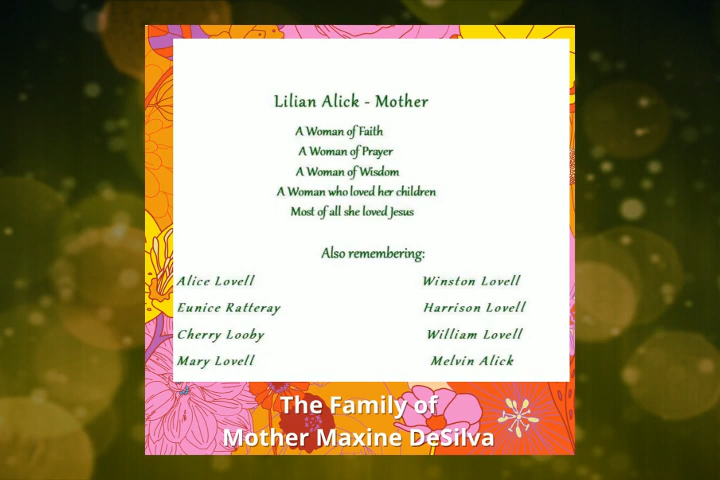 Lilian Alick - Mother
A Woman of Faith
A Woman of Prayer
A Woman of Wisdom
A Woman who loved her children
Most of all she loved Jesus
Also remembering:
Alice Lovell Winston Lovell
Eunice Ratteray Harrison Lovell
Cherry Looby William Lovell
Mary Lovell Melvin Alick
The Family of
Mother Maxine DeSilva